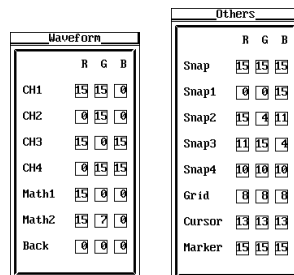 Waveform
R G B
CH1 15 15 0
CH2 0 15 0
CH3 15 0 15
CH4 0 15 15
Math1 15 0 0
Math2 15 7 0
Back 0 0 0
Others
R G B
Snap 15 15 15
Snap1 0 0 15
Snap2 15 4 11
Snap3 11 15 4
Snap4 10 10 10
Grid 8 8 8
Cursor 13 13 13
Marker 15 15 15